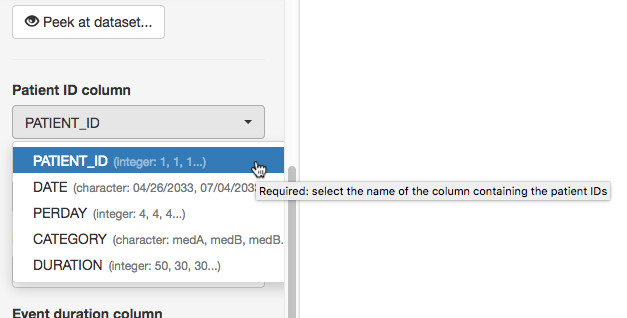 Peek at dataset...
Patient ID column
PATIENT_ID
PATIENT_ID (integer: 1, 1, 1...)
DATE (character: 04/26/2033, 07/04/203
Required: select the name of the column containing the patient IDs
PERDAY (integer: 4, 4, 4...)
CATEGORY (character: medA, medB, medB.
DURATION (integer: 50, 30, 30...)
Event duration column